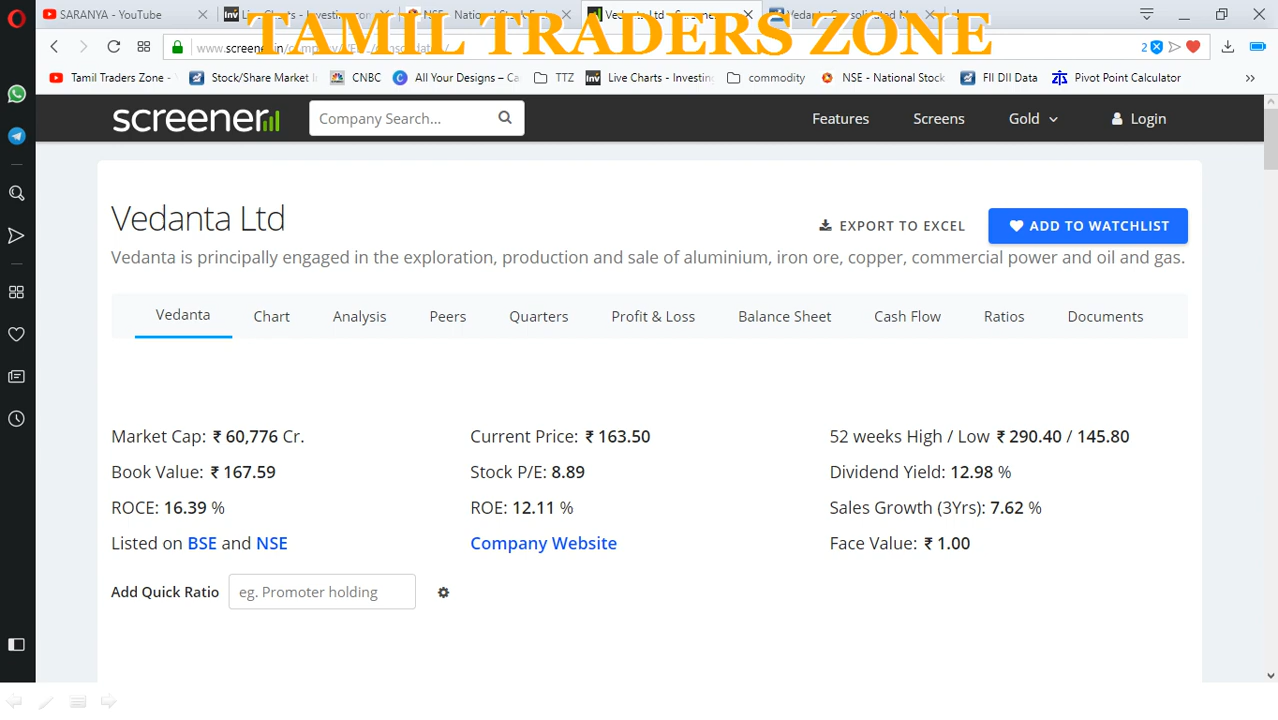 SARANYA - YouTube
TAMIL TRADERS ZONE
www.screener.in
2
Tamil Traders Zone -
Stock/Share Market
CNBC
All Your Designs – Ca
TTZ
Live Charts - Investin
commodity
NSE - National Stock
FII DII Data
Pivot Point Calculator
screener
Company Search...
Features
Screens
Gold
Login
Vedanta Ltd
EXPORT TO EXCEL
ADD TO WATCHLIST
Vedanta is principally engaged in the exploration, production and sale of aluminium, iron ore, copper, commercial power and oil and gas.
Vedanta
Chart
Analysis
Peers
Quarters
Profit & Loss
Balance Sheet
Cash Flow
Ratios
Documents
Market Cap: ₹ 60,776 Cr.
Current Price: ₹ 163.50
52 weeks High / Low ₹ 290.40 / 145.80
Book Value: ₹ 167.59
Stock P/E: 8.89
Dividend Yield: 12.98 %
ROCE: 16.39 %
ROE: 12.11 %
Sales Growth (3Yrs): 7.62 %
Listed on BSE and NSE
Company Website
Face Value: ₹ 1.00
Add Quick Ratio
eg. Promoter holding